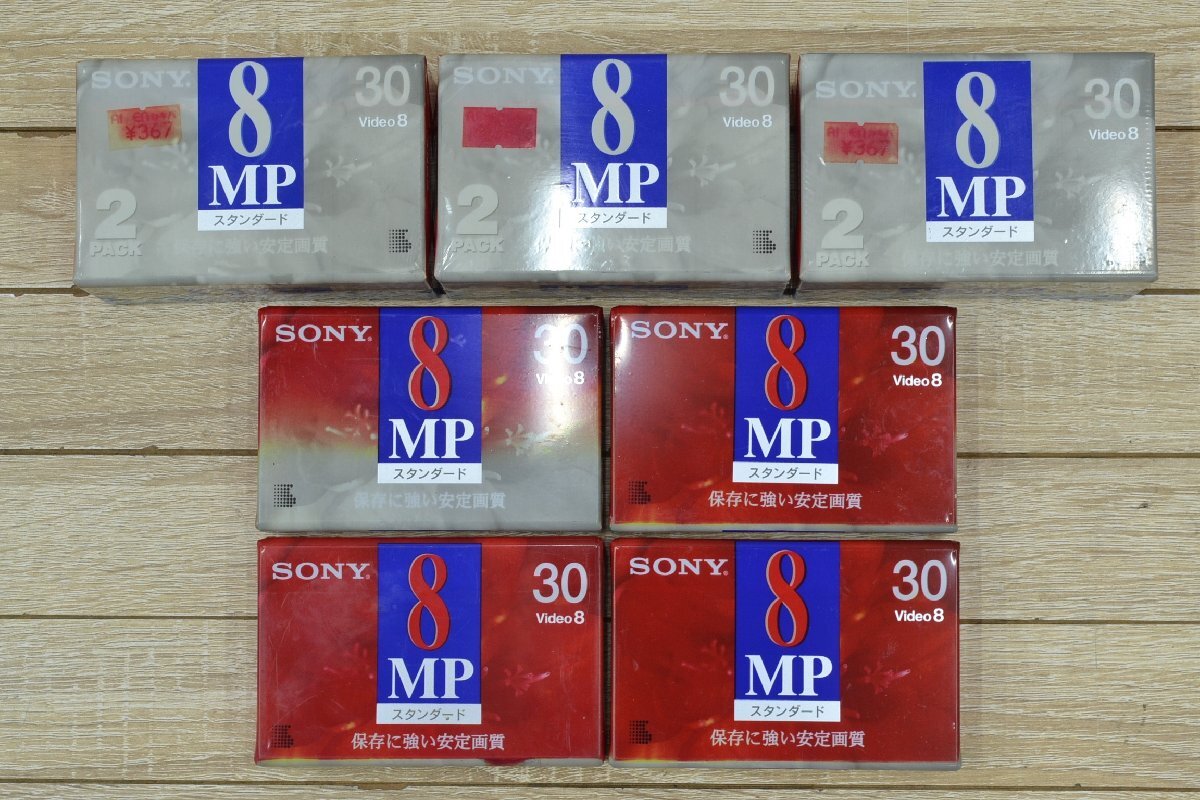 SONY.
8
MP
スタンダード
30
Video 8
¥367
2
PACK
保存に強い安定画質
SONY.
8
MP
スタンダード
30
Video 8
2
PACK
保存に強い安定画質
SONY.
8
MP
スタンダード
30
Video 8
¥367
2
PACK
保存に強い安定画質
SONY.
8
MP
スタンダード
30
Video 8
保存に強い安定画質
SONY.
8
MP
スタンダード
30
Video 8
保存に強い安定画質
SONY.
8
MP
スタンダード
30
Video 8
保存に強い安定画質
SONY.
8
MP
スタンダード
30
Video 8
保存に強い安定画質